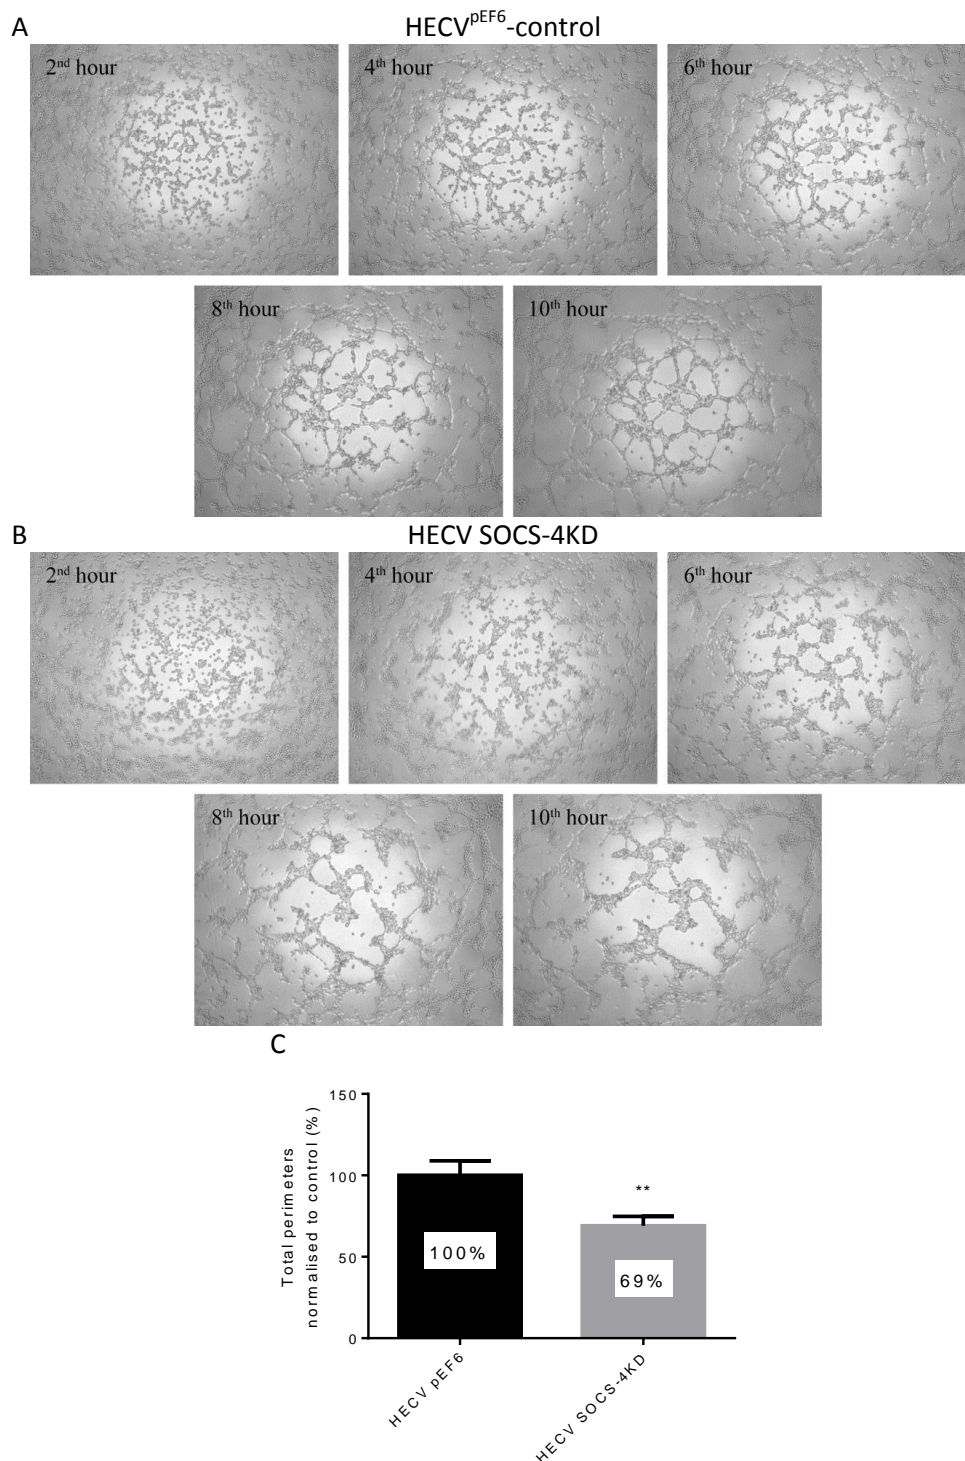 A
HECV^pEF6-control
2nd hour
4th hour
6th hour
8th hour
10th hour
B
HECV SOCS-4KD
2nd hour
4th hour
6th hour
8th hour
10th hour
C
Total perimeters
normalised to control (%)
150
100
50
0
**
100%
69%
HECV pEF6
HECV SOCS-4KD